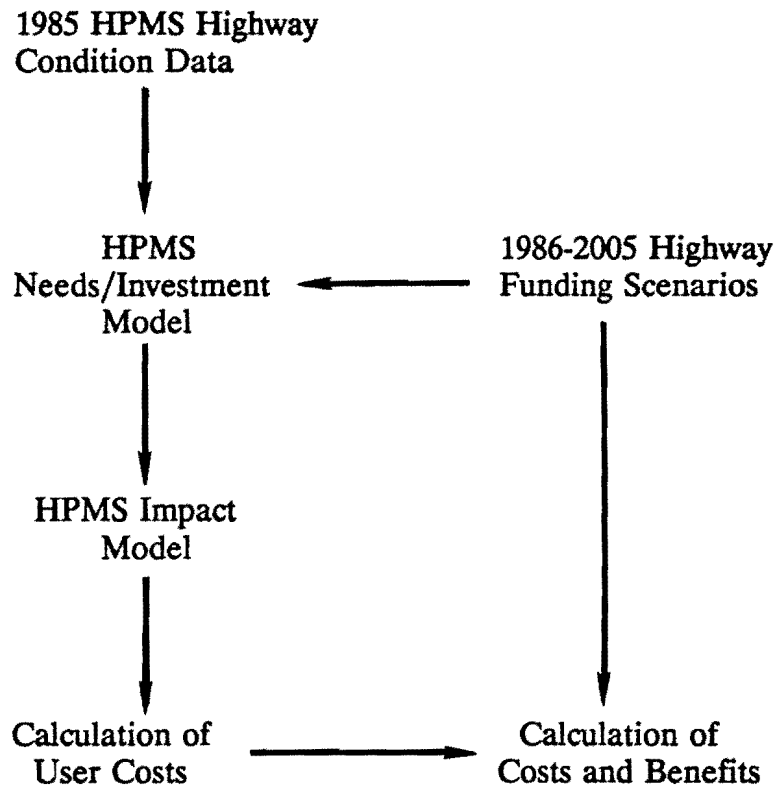 1985 HPMS Highway
Condition Data
HPMS
Needs/Investment
Model
1986-2005 Highway
Funding Scenarios
HPMS Impact
Model
Calculation of
User Costs
Calculation of
Costs and Benefits